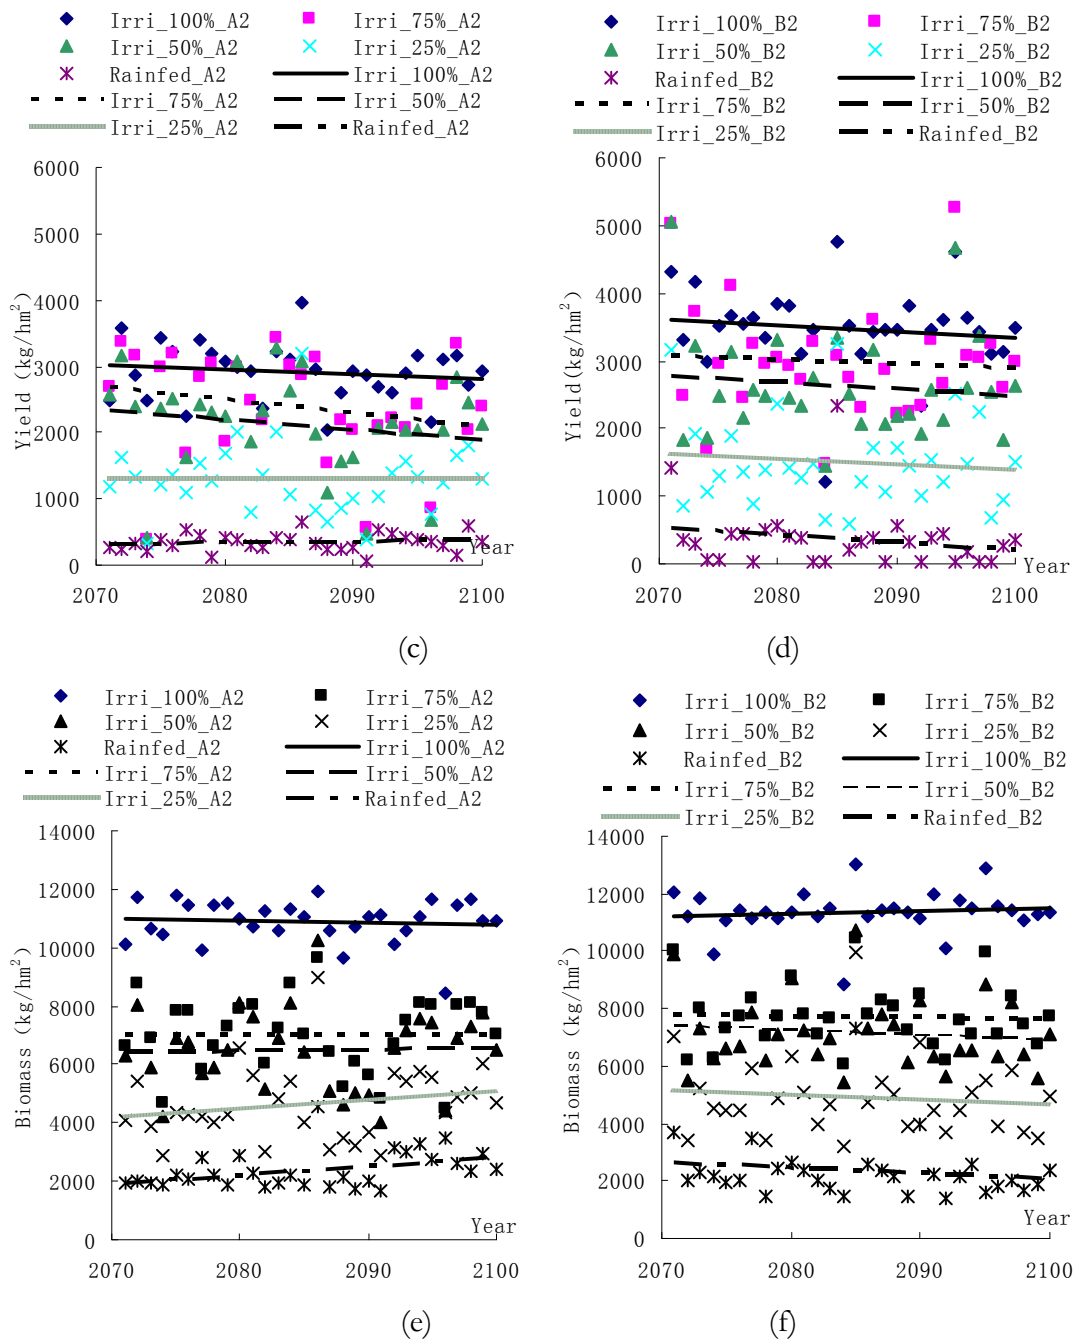 Irri_100%_A2 Irri_75%_A2
Irri_50%_A2 Irri_25%_A2
Rainfed_A2 Irri_100%_A2
Irri_75%_A2 Irri_50%_A2
Irri_25%_A2 Rainfed_A2
6000
5000
4000
3000
2000
1000
0
Yield(kg/hm²)
Year
2070 2080 2090 2100
(c)
Irri_100%_B2 Irri_75%_B2
Irri_50%_B2 Irri_25%_B2
Rainfed_B2 Irri_100%_B2
Irri_75%_B2 Irri_50%_B2
Irri_25%_B2 Rainfed_B2
6000
5000
4000
3000
2000
1000
0
Yield(kg/hm²)
Year
2070 2080 2090 2100
(d)
Irri_100%_A2 Irri_75%_A2
Irri_50%_A2 Irri_25%_A2
Rainfed_A2 Irri_100%_A2
Irri_75%_A2 Irri_50%_A2
Irri_25%_A2 Rainfed_A2
14000
12000
10000
8000
6000
4000
2000
0
Biomass (kg/hm²)
Year
2070 2080 2090 2100
(e)
Irri_100%_B2 Irri_75%_B2
Irri_50%_B2 Irri_25%_B2
Rainfed_B2 Irri_100%_B2
Irri_75%_B2 Irri_50%_B2
Irri_25%_B2 Rainfed_B2
14000
12000
10000
8000
6000
4000
2000
0
Biomass (kg/hm²)
Year
2070 2080 2090 2100
(f)